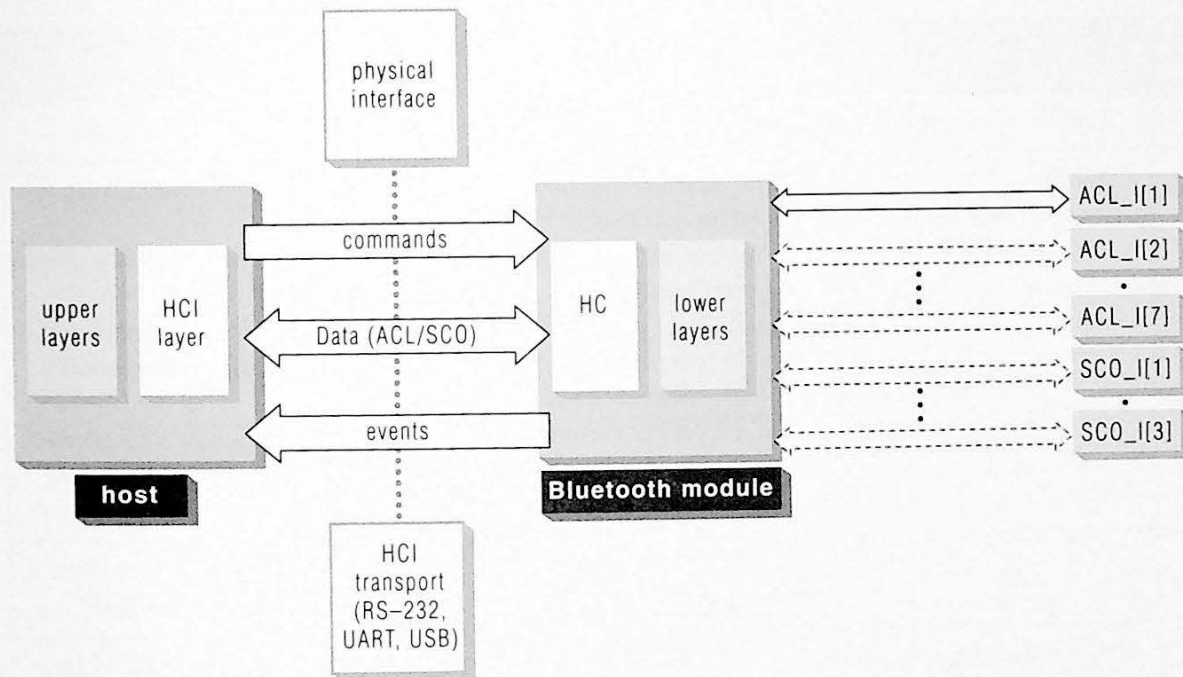 physical
interface
commands
upper
layers
HCI
layer
Data (ACL/SCO)
events
host
HC
lower
layers
Bluetooth module
HCI
transport
(RS–232,
UART, USB)
ACL_I[1]
ACL_I[2]
ACL_I[7]
SCO_I[1]
SCO_I[3]